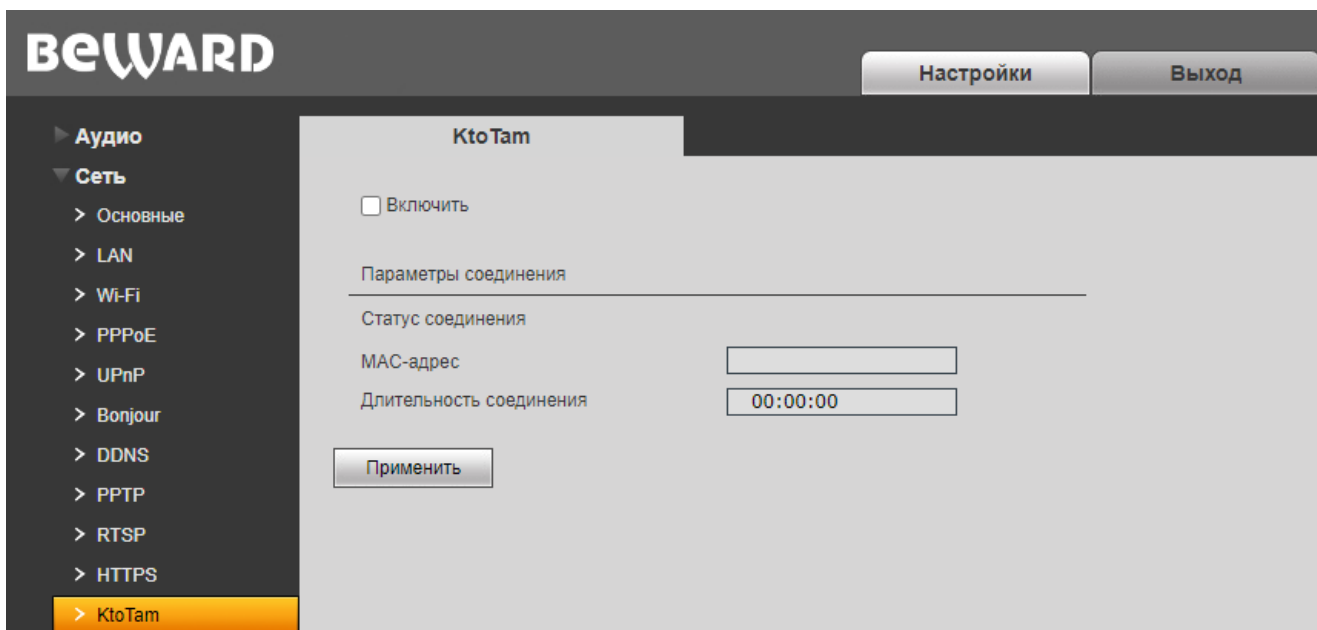 BEWARD
Настройки
Выход
Аудио
Сеть
Основные
LAN
Wi-Fi
PPPoE
UPnP
Bonjour
DDNS
PPTP
RTSP
HTTPS
KtoTam
KtoTam
Включить
Параметры соединения
Статус соединения
MAC-адрес
Длительность соединения 00:00:00
Применить